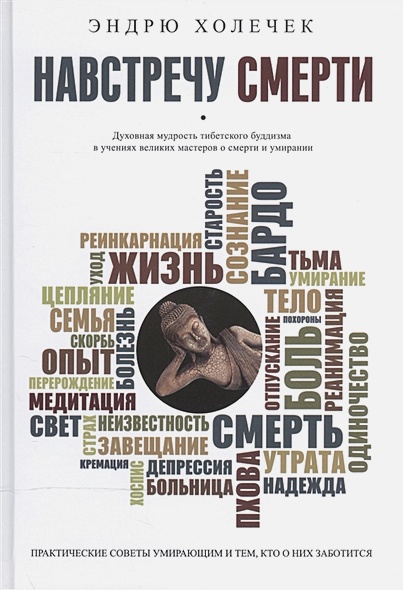 ЭНДРЮ ХОЛЕЧЕК
НАВСТРЕЧУ СМЕРТИ
Духовная мудрость тибетского буддизма
в учениях великих мастеров о смерти и умирании
СТАРОСТЬ
СОЗНАНИЕ
БАРДО
РЕИНКАРНАЦИЯ
УХОД
ЖИЗНЬ
ТЬМА
УМИРАНИЕ
ЦЕПЛЯНИЕ
ТЕЛО
СЕМЬЯ
БОЛЕЗНЬ
ПОХОРОНЫ
СКОРБЬ
ОТПУСКАНИЕ
БОЛЬ
РЕАНИМАЦИЯ
ОДИНОЧЕСТВО
ОПЫТ
ПЕРЕРОЖДЕНИЕ
МЕДИТАЦИЯ
СВЕТ
СТРАХ
НЕИЗВЕСТНОСТЬ
СМЕРТЬ
ЗАВЕЩАНИЕ
УТРАТА
КРЕМАЦИЯ
ХОСПИС
ДЕПРЕССИЯ
ПХОВА
БОЛЬНИЦА
НАДЕЖДА
ПРАКТИЧЕСКИЕ СОВЕТЫ УМИРАЮЩИМ И ТЕМ, КТО О НИХ ЗАБОТИТСЯ